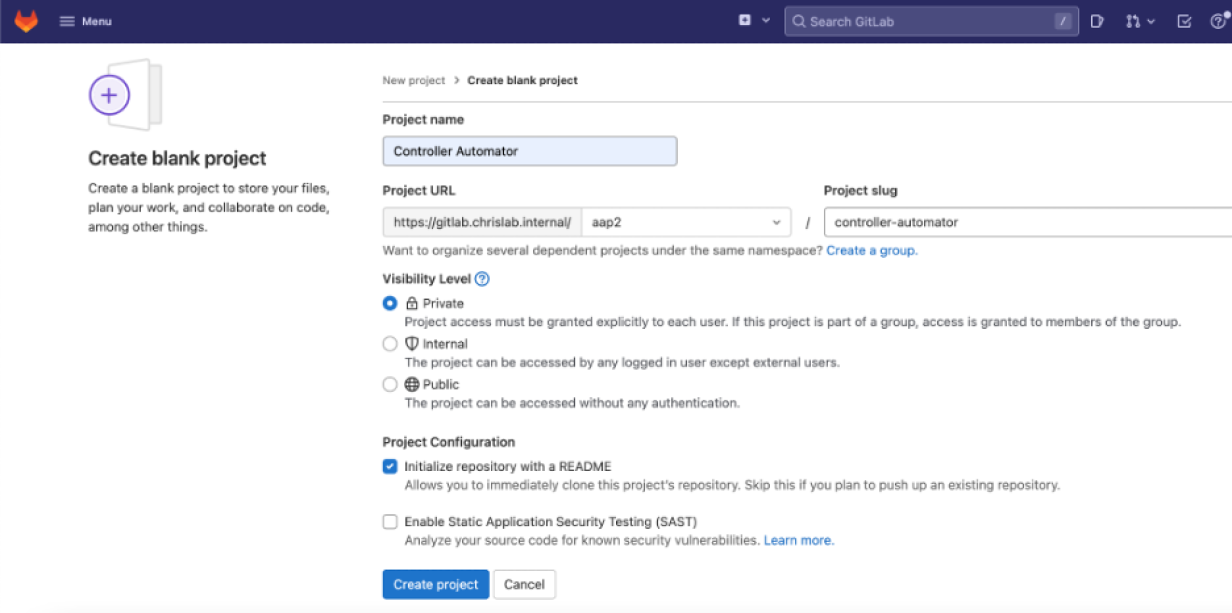 Menu
Search GitLab /
New project > Create blank project
Create blank project
Create a blank project to store your files,
plan your work, and collaborate on code,
among other things.
Project name
Controller Automator
Project URL
Project slug
https://gitlab.chrislab.internal/ aap2 / controller-automator
Want to organize several dependent projects under the same namespace? Create a group.
Visibility Level ?
Private
Project access must be granted explicitly to each user. If this project is part of a group, access is granted to members of the group.
Internal
The project can be accessed by any logged in user except external users.
Public
The project can be accessed without any authentication.
Project Configuration
Initialize repository with a README
Allows you to immediately clone this project's repository. Skip this if you plan to push up an existing repository.
Enable Static Application Security Testing (SAST)
Analyze your source code for known security vulnerabilities. Learn more.
Create project Cancel